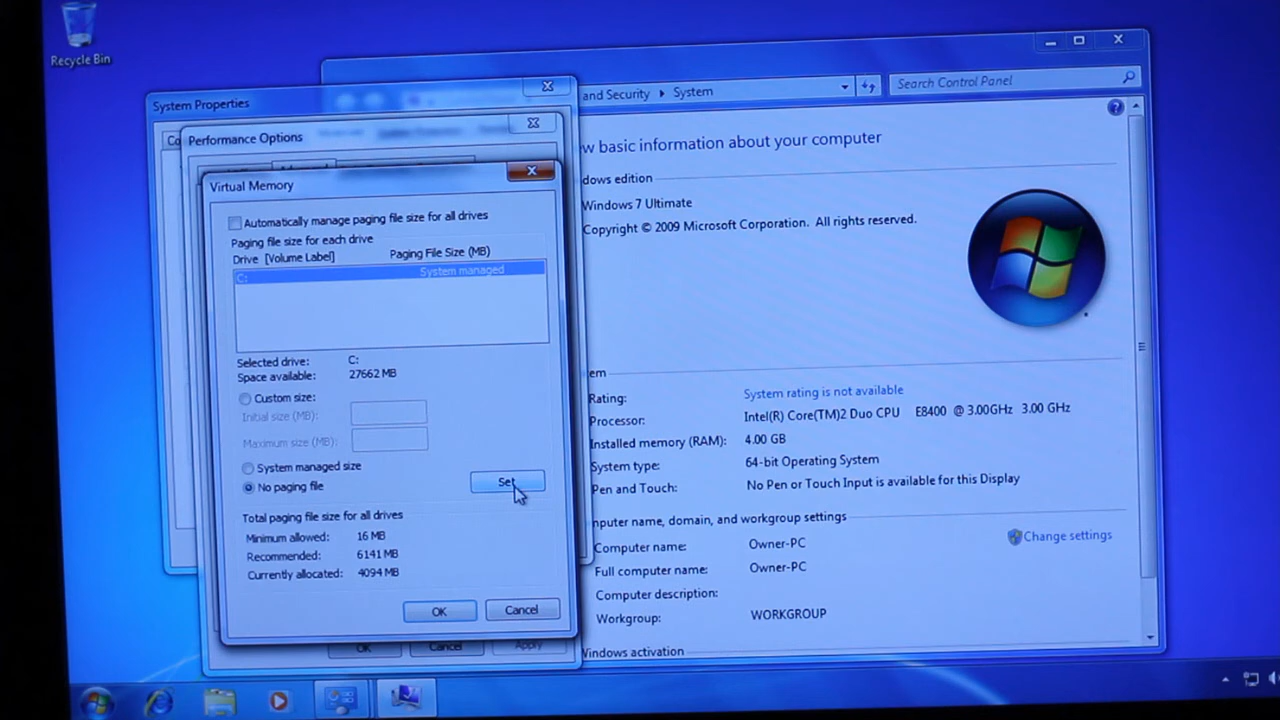 Recycle Bin
System Properties
Performance Options
Virtual Memory
Automatically manage paging file size for all drives
Paging file size for each drive
Drive [Volume Label] Paging File Size (MB)
C: System managed
Selected drive: C:
Space available: 27662 MB
Custom size:
Initial size (MB):
Maximum size (MB):
System managed size
No paging file
Set
Total paging file size for all drives
Minimum allowed: 16 MB
Recommended: 6141 MB
Currently allocated: 4094 MB
OK Cancel
OK Cancel Apply
and Security System
Search Control Panel
w basic information about your computer
dows edition
Windows 7 Ultimate
Copyright © 2009 Microsoft Corporation. All rights reserved.
em
Rating: System rating is not available
Processor: Intel(R) Core(TM)2 Duo CPU E8400 @ 3.00GHz 3.00 GHz
Installed memory (RAM): 4.00 GB
System type: 64-bit Operating System
Pen and Touch: No Pen or Touch Input is available for this Display
mputer name, domain, and workgroup settings
Computer name: Owner-PC
Change settings
Full computer name: Owner-PC
Computer description:
Workgroup: WORKGROUP
Windows activation